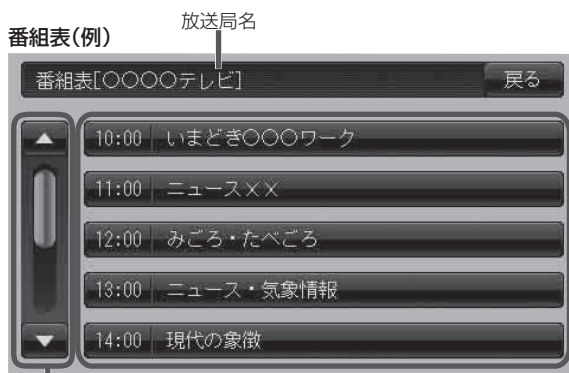 放送局名
番組表(例)
番組表[○○○○テレビ]
戻る
10:00 いまどき○○○ワーク
11:00 ニュース××
12:00 みごろ・たべごろ
13:00 ニュース・気象情報
14:00 現代の象徴